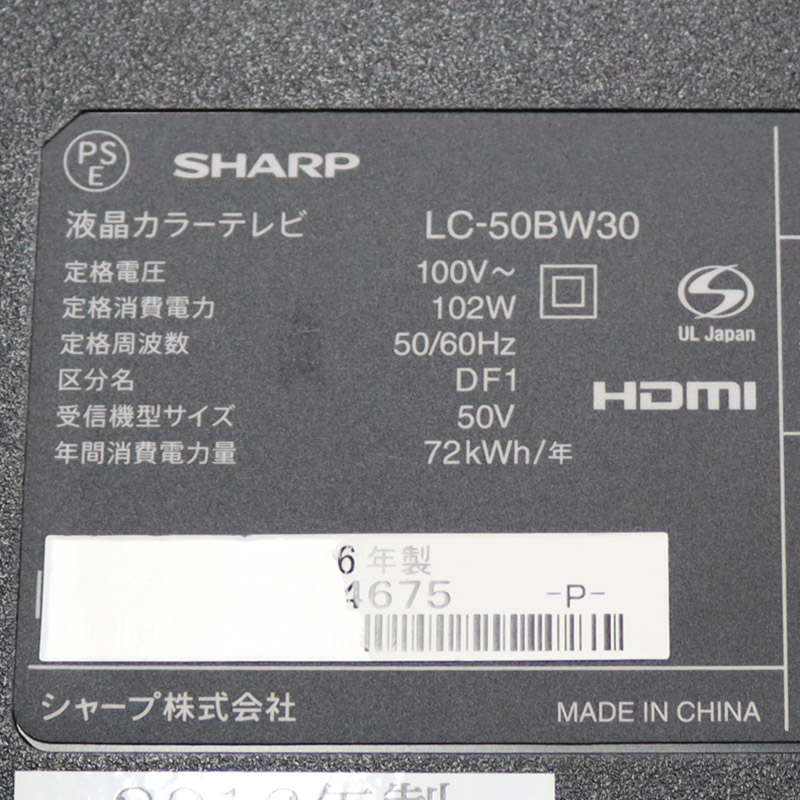 PSE
SHARP
液晶カラーテレビ LC-50BW30
定格電圧 100V～
定格消費電力 102W
定格周波数 50/60Hz
区分名 DF1
受信機型サイズ 50V
年間消費電力量 72kWh/年
UL Japan
HDMI
6年製
4675 -P-
シャープ株式会社 MADE IN CHINA